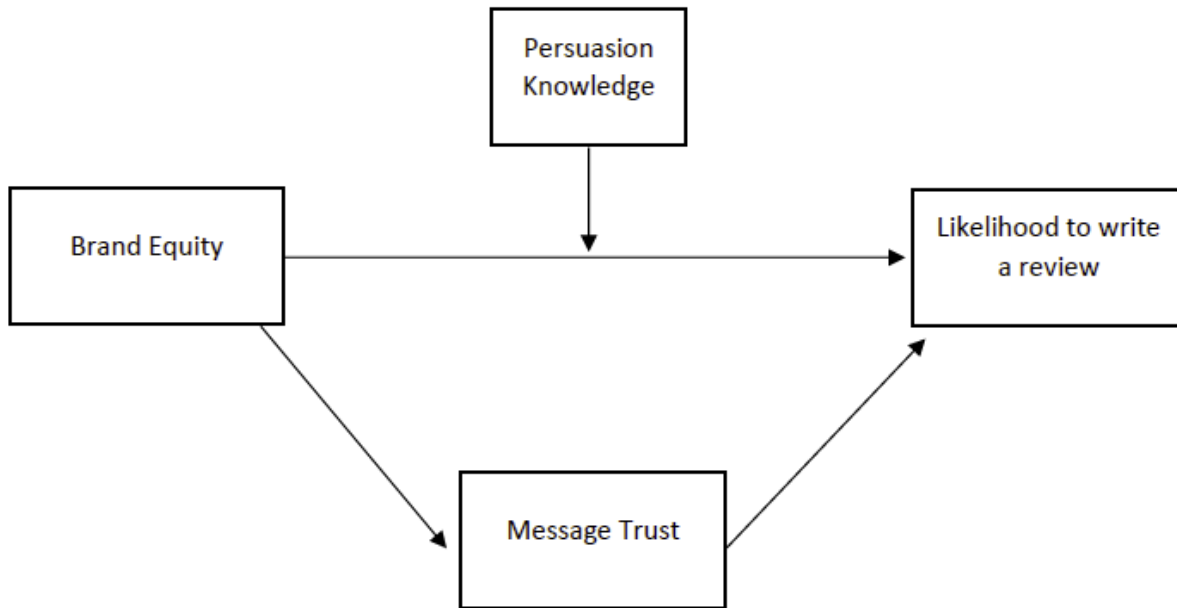 Persuasion
Knowledge
Brand Equity
Likelihood to write
a review
Message Trust